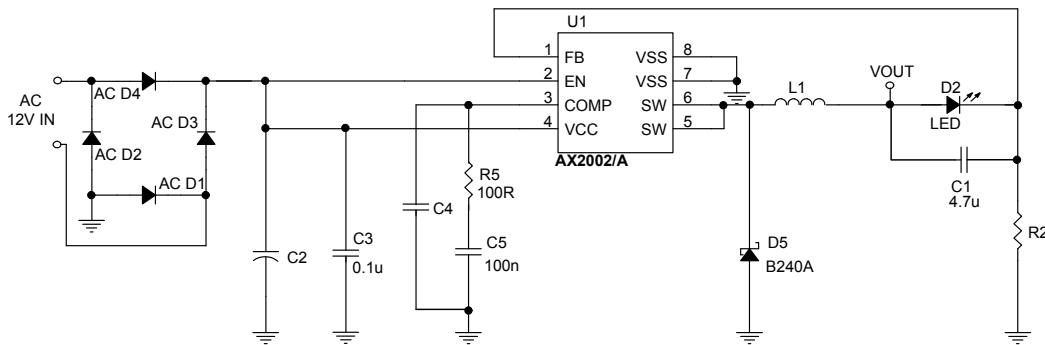 U1
1
FB
VSS
8
2
EN
VSS
7
3
COMP
SW
6
4
VCC
SW
5
AX2002/A
AC
12V IN
AC D4
AC D3
AC D2
AC D1
C2
C3
0.1u
C4
R5
100R
C5
100n
L1
VOUT
D2
LED
C1
4.7u
D5
B240A
R2